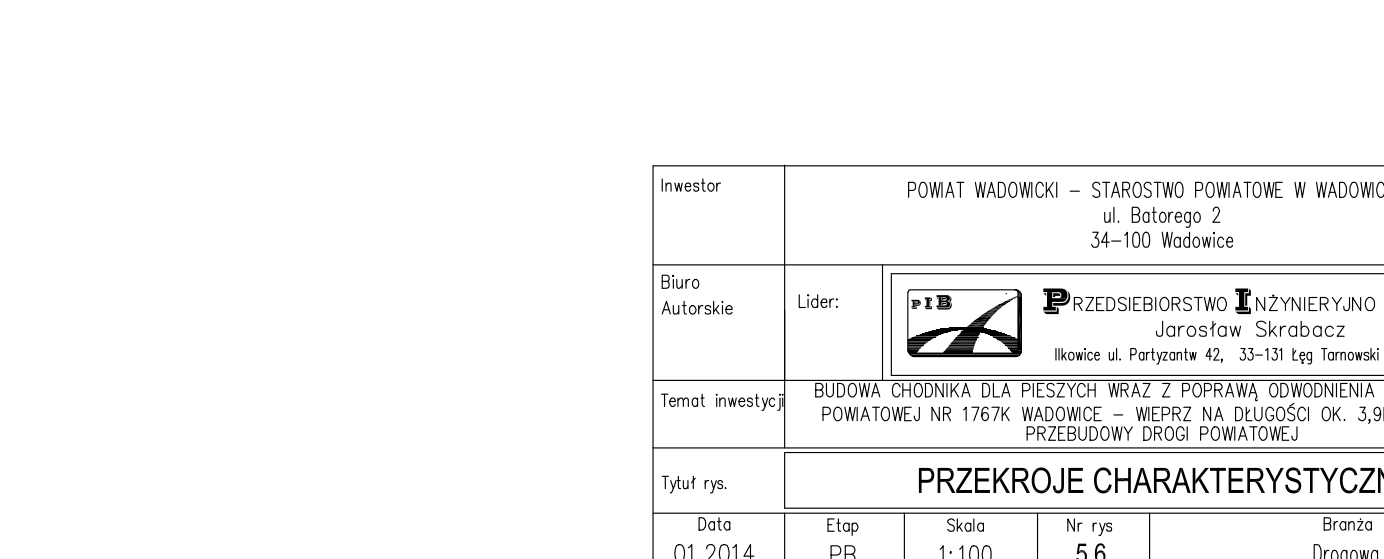 Inwestor
POWIAT WADOWICKI – STAROSTWO POWIATOWE W WADOWIC
ul. Batorego 2
34–100 Wadowice
Biuro
Autorskie
Lider:
PIB
PRZEDSIEBIORSTWO INŻYNIERYJNO
Jarosław Skrabacz
Ilkowice ul. Partyzantw 42, 33–131 Łęg Tarnowski
Temat inwestycji
BUDOWA CHODNIKA DLA PIESZYCH WRAZ Z POPRAWĄ ODWODNIENIA
POWIATOWEJ NR 1767K WADOWICE – WIEPRZ NA DŁUGOŚCI OK. 3,9
PRZEBUDOWY DROGI POWIATOWEJ
Tytuł rys.
PRZEKROJE CHARAKTERYSTYCZN
Data Etap Skala Nr rys Branża
01.2014 PB 1:100 5.6 Drogowa